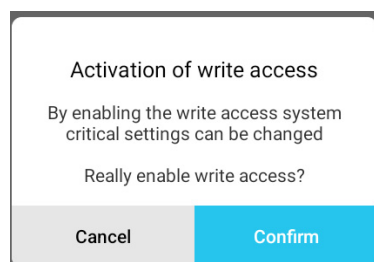 Activation of write access
By enabling the write access system
critical settings can be changed
Really enable write access?
Cancel
Confirm